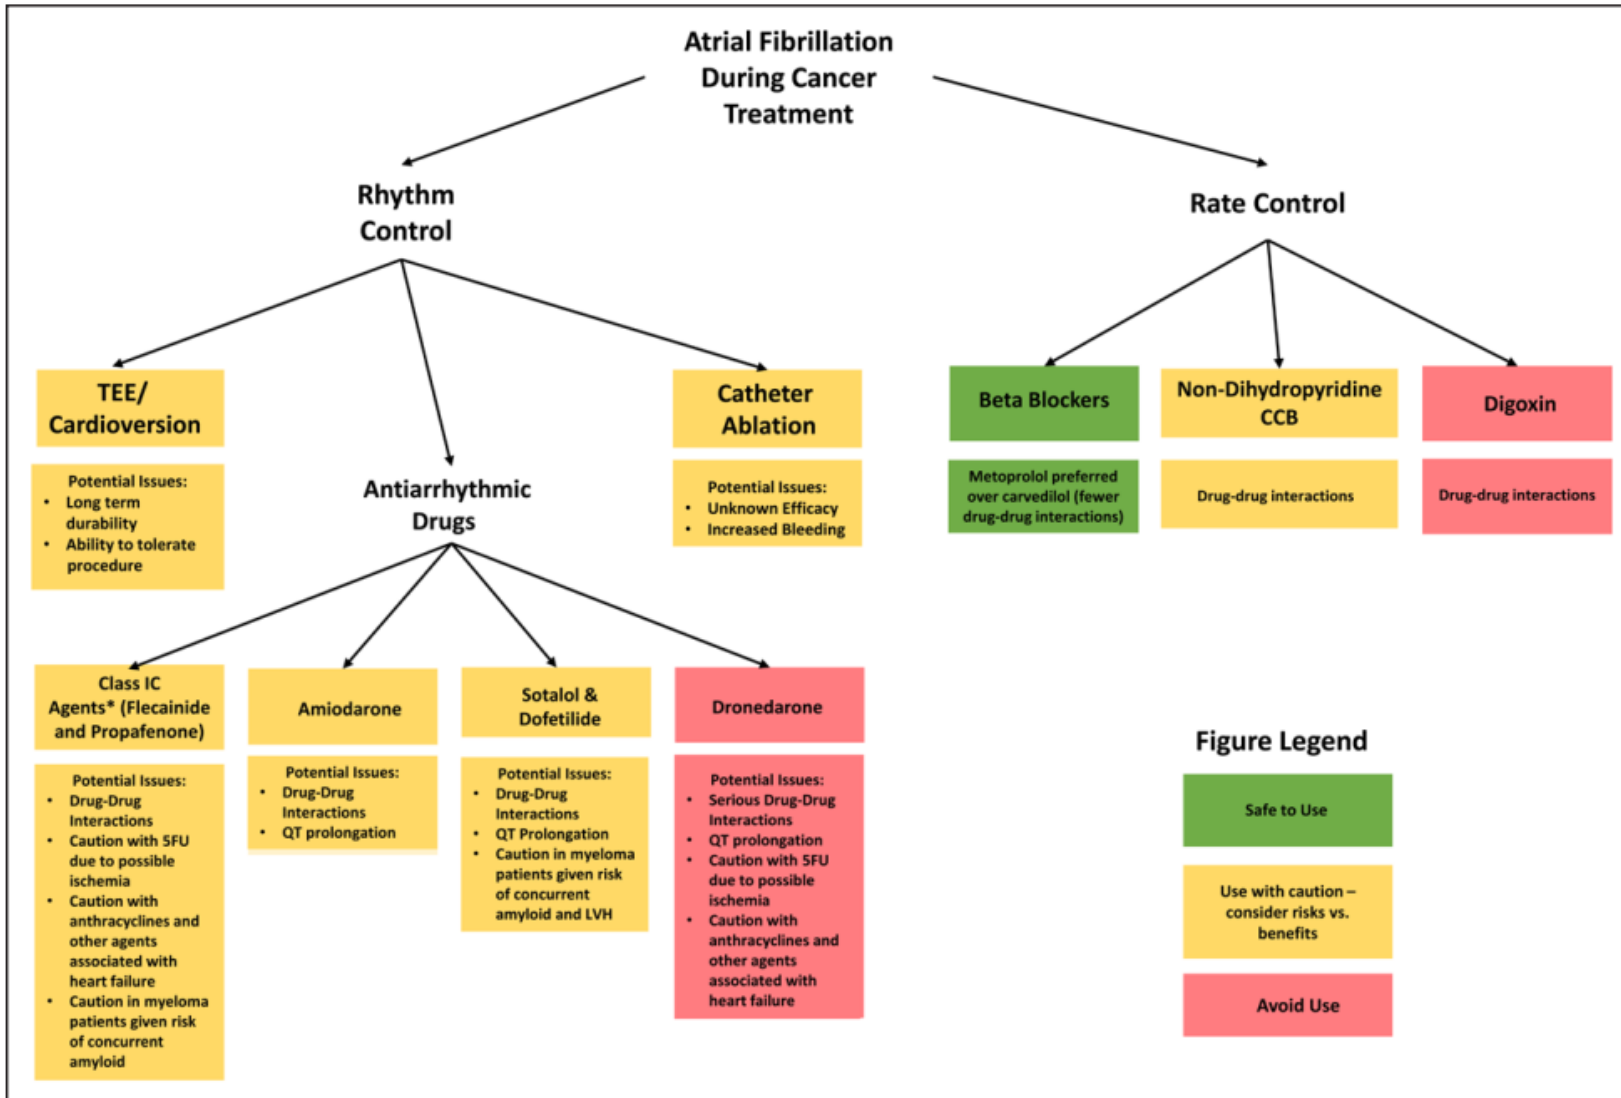 Atrial Fibrillation
During Cancer
Treatment
Rhythm
Control
Rate Control
TEE/
Cardioversion
Potential Issues:
• Long term
durability
• Ability to tolerate
procedure
Antiarrhythmic
Drugs
Catheter
Ablation
Potential Issues:
• Unknown Efficacy
• Increased Bleeding
Beta Blockers
Metoprolol preferred
over carvedilol (fewer
drug-drug interactions)
Non-Dihydropyridine
CCB
Drug-drug interactions
Digoxin
Drug-drug interactions
Class IC
Agents* (Flecainide
and Propafenone)
Potential Issues:
• Drug-Drug
Interactions
• Caution with 5FU
due to possible
ischemia
• Caution with
anthracyclines and
other agents
associated with
heart failure
• Caution in myeloma
patients given risk
of concurrent
amyloid
Amiodarone
Potential Issues:
• Drug-Drug
Interactions
• QT prolongation
Sotalol &
Dofetilide
Potential Issues:
• Drug-Drug
Interactions
• QT Prolongation
• Caution in myeloma
patients given risk
of concurrent
amyloid and LVH
Dronedarone
Potential Issues:
• Serious Drug-Drug
Interactions
• QT prolongation
• Caution with 5FU
due to possible
ischemia
• Caution with
anthracyclines and
other agents
associated with
heart failure
Figure Legend
Safe to Use
Use with caution –
consider risks vs.
benefits
Avoid Use